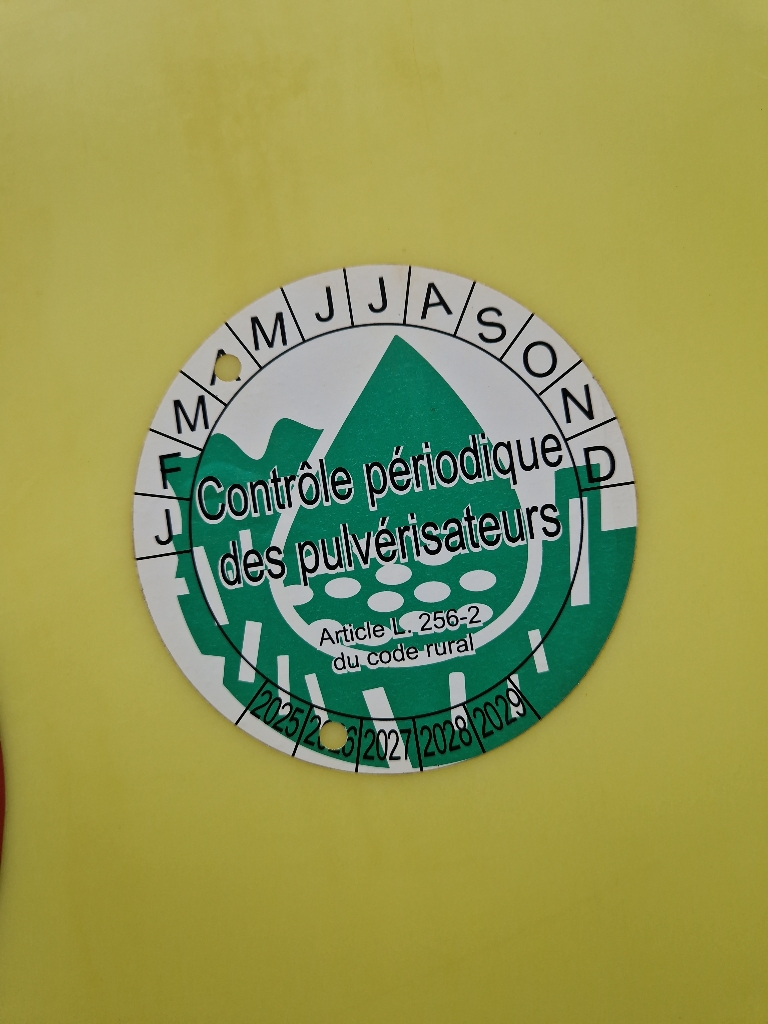 J F M A M J J A S O N D
Contrôle périodique
des pulvérisateurs
Article L. 256-2
du code rural
2025 2027 2028 2029